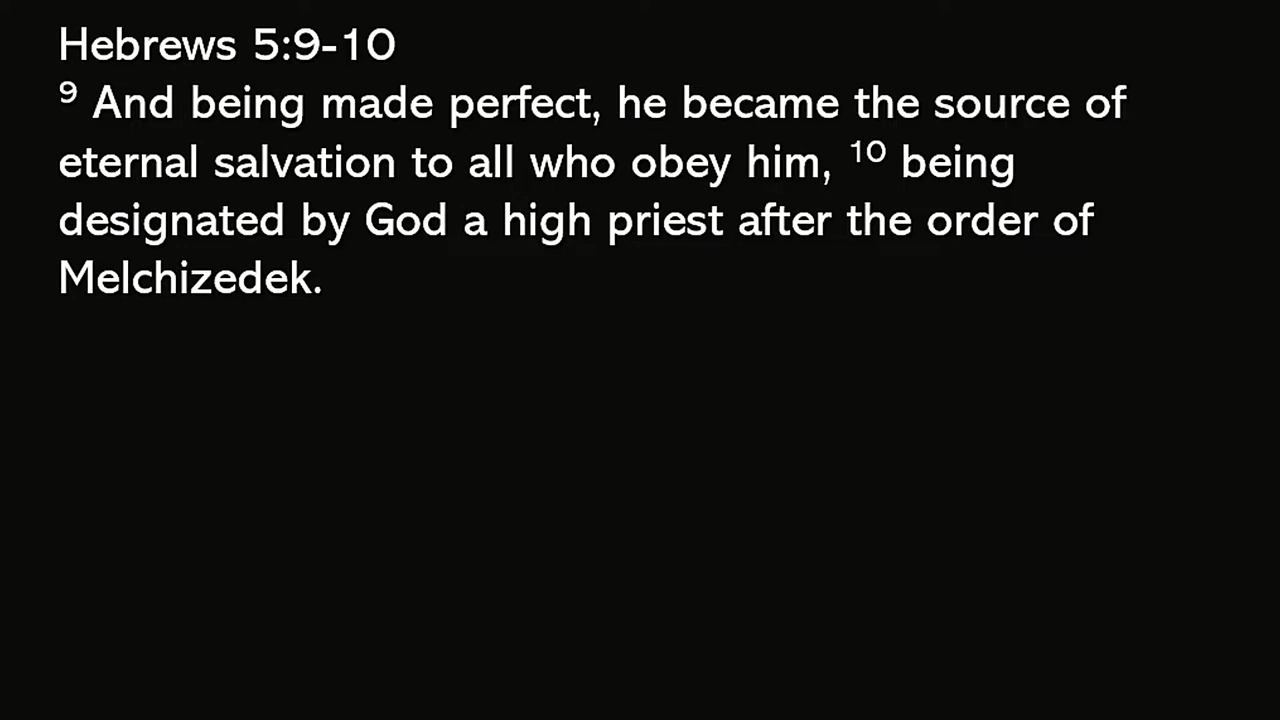 Hebrews 5:9-10
⁹ And being made perfect, he became the source of
eternal salvation to all who obey him, ¹⁰ being
designated by God a high priest after the order of
Melchizedek.